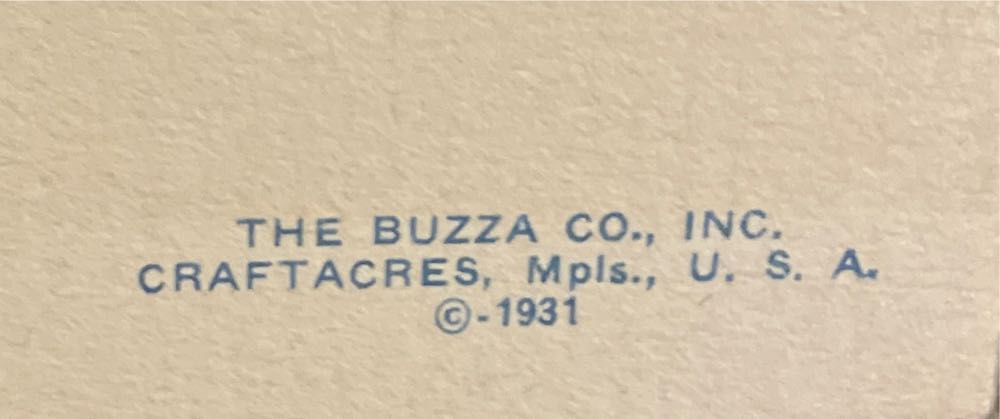 THE BUZZA CO., INC.
CRAFTACRES, Mpls., U. S. A.
©-1931